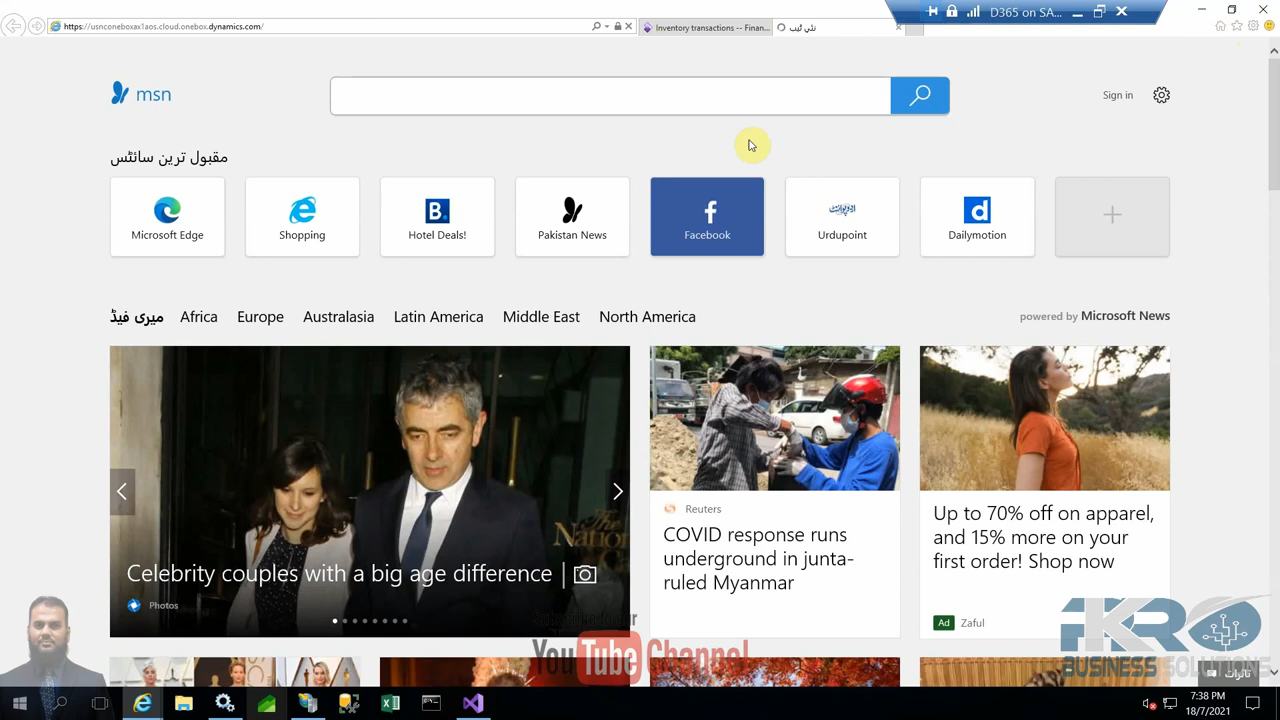 https://usnconeboxax1aos.cloud.onebox.dynamics.com/
Inventory transactions -- Finan...
نئی ٹیب
D365 on SA...
msn
Sign in
مقبول ترین سائٹس
Microsoft Edge
Shopping
B.
Hotel Deals!
Pakistan News
Facebook
اردوپوائنٹ
Urdupoint
d
Dailymotion
میری فیڈ
Africa
Europe
Australasia
Latin America
Middle East
North America
powered by Microsoft News
Celebrity couples with a big age difference
Photos
Reuters
COVID response runs
underground in junta-
ruled Myanmar
Up to 70% off on apparel,
and 15% more on your
first order! Shop now
Ad Zaful
YouTube Channel
BUSINESS SOLUTIONS
تاثرات
7:38 PM
18/7/2021